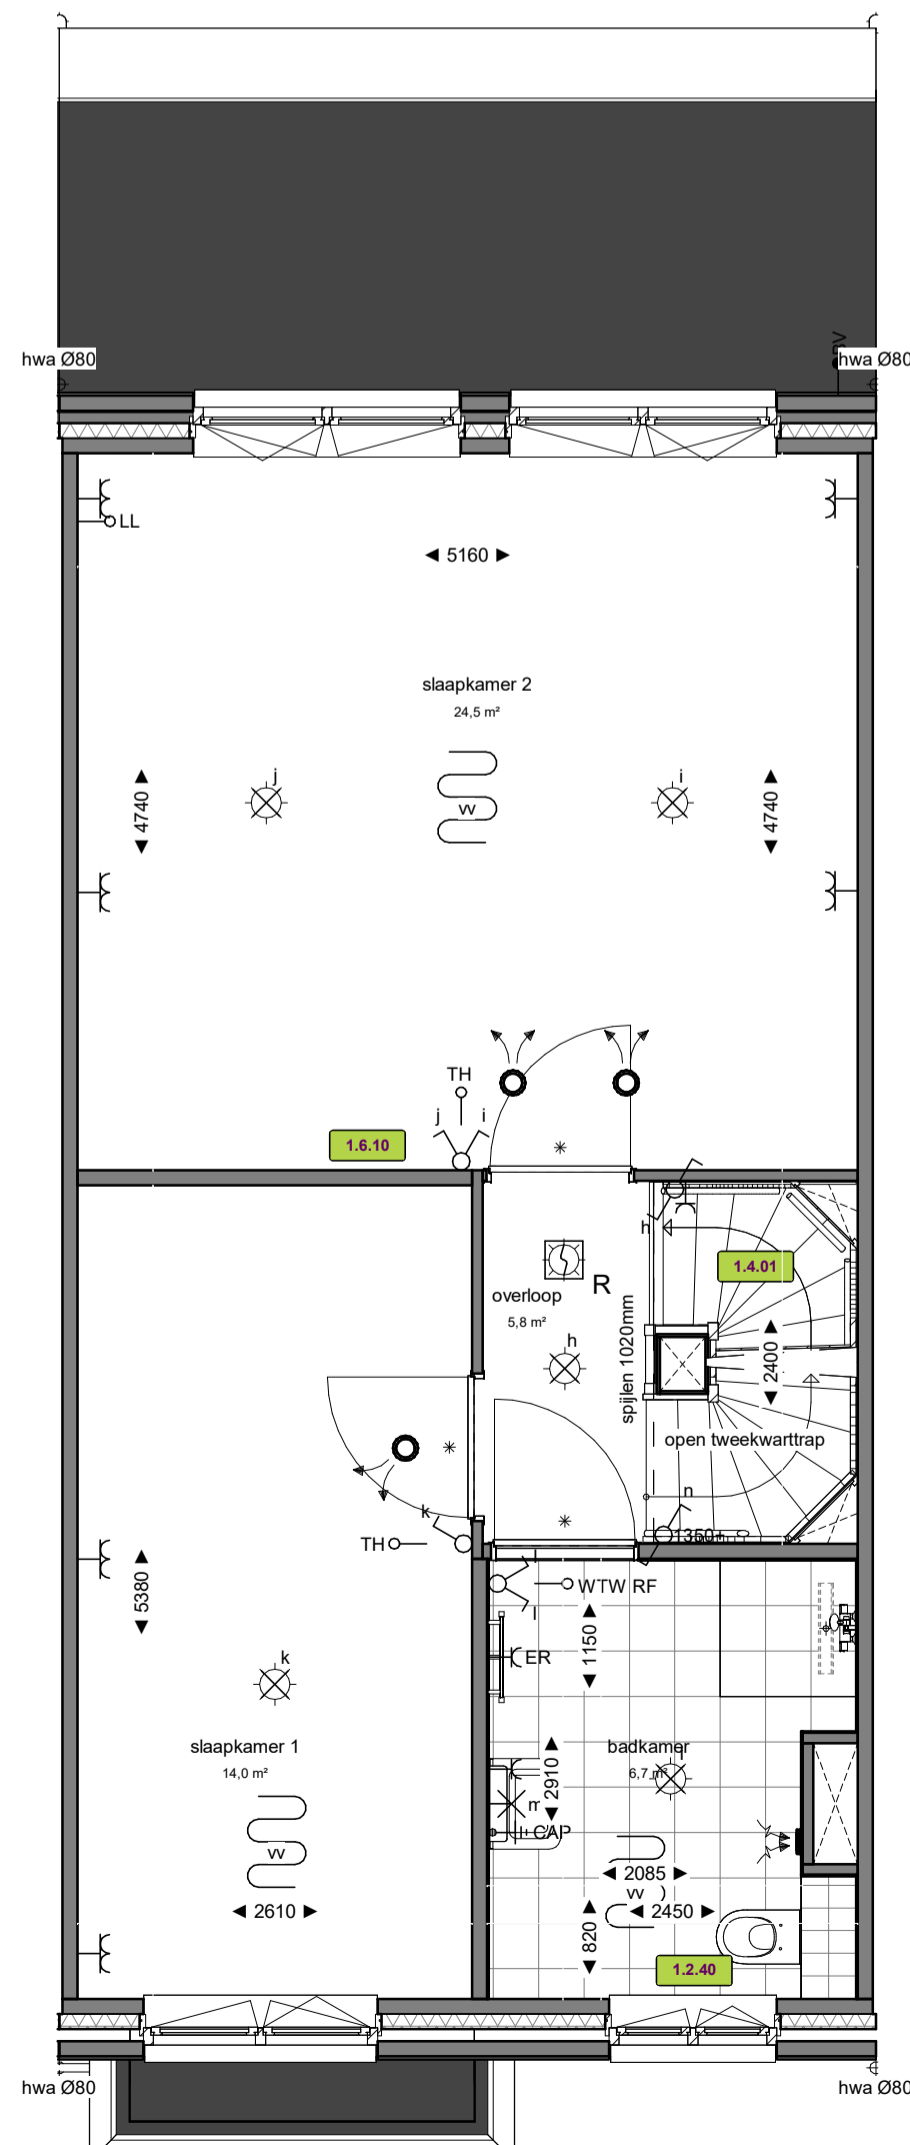 hwa Ø80
hwa Ø80
LL
◄ 5160 ►
slaapkamer 2
24,5 m²
j
i
◄ 4740 ►
vv
◄ 4740 ►
TH
j
i
1.6.10
h
1.4.01
R
overloop
5,8 m²
h
spijlen 1020mm
◄ 2400 ►
open tweekwarttrap
n
k
1350+
TH
l
WTW RF
l
◄ 5380 ►
◄ 1150 ►
ER
k
slaapkamer 1
14,0 m²
badkamer
6,7 m²
l
◄ 2910 ►
m
CAP
vv
◄ 2085 ►
vv
◄ 2610 ►
◄ 2450 ►
◄ 820 ►
1.2.40
hwa Ø80
hwa Ø80